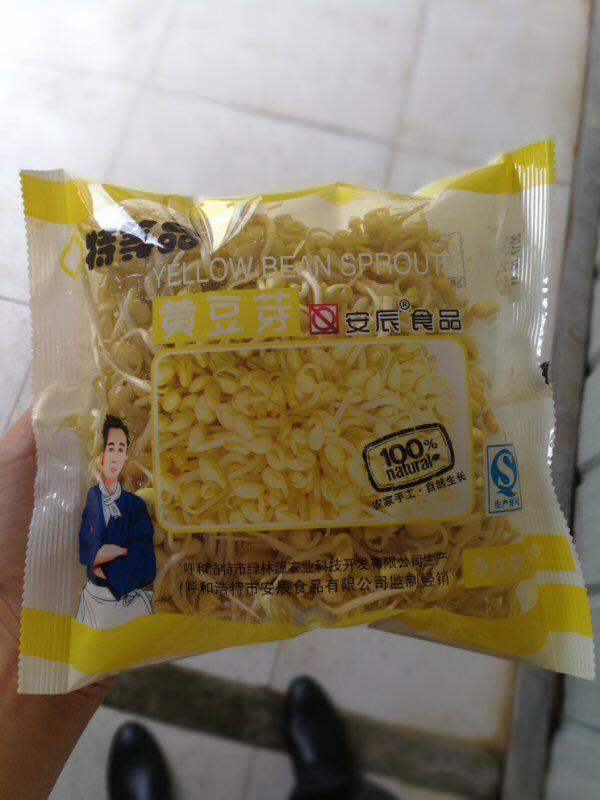 YELLOW BEAN SPROUT
黄豆芽
安辰®食品
100%
natural
农家手工·自然生长
生产许可
呼和浩特市绿林源农业科技开发有限公司生产
呼和浩特市安辰食品有限公司监制经销